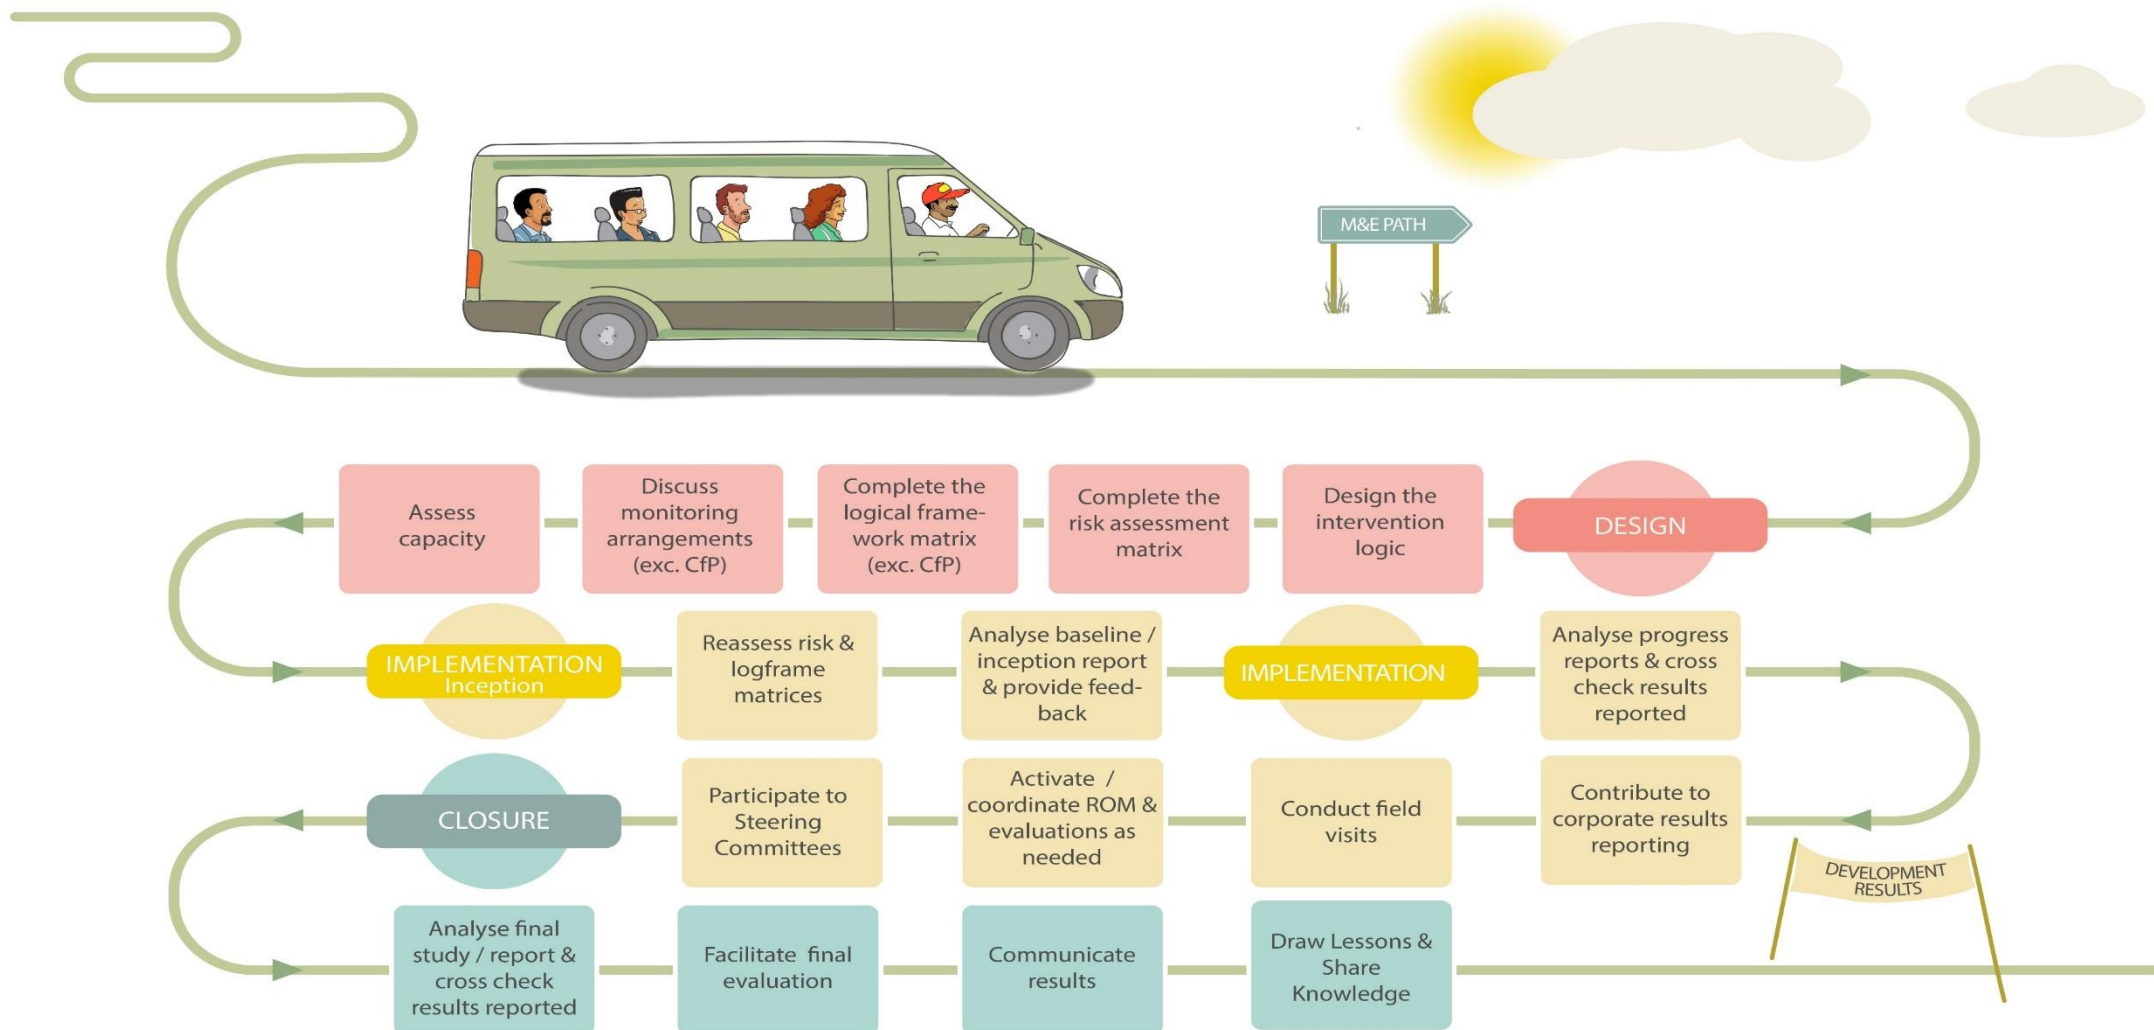 M&E PATH
Assess
capacity
Discuss
monitoring
arrangements
(exc. CfP)
Complete the
logical frame-
work matrix
(exc. CfP)
Complete the
risk assessment
matrix
Design the
intervention
logic
DESIGN
IMPLEMENTATION
Inception
Reassess risk &
logframe
matrices
Analyse baseline /
inception report
& provide feed-
back
IMPLEMENTATION
Analyse progress
reports & cross
check results
reported
CLOSURE
Participate to
Steering
Committees
Activate /
coordinate ROM &
evaluations as
needed
Conduct field
visits
Contribute to
corporate results
reporting
DEVELOPMENT
RESULTS
Analyse final
study / report &
cross check
results reported
Facilitate final
evaluation
Communicate
results
Draw Lessons &
Share
Knowledge